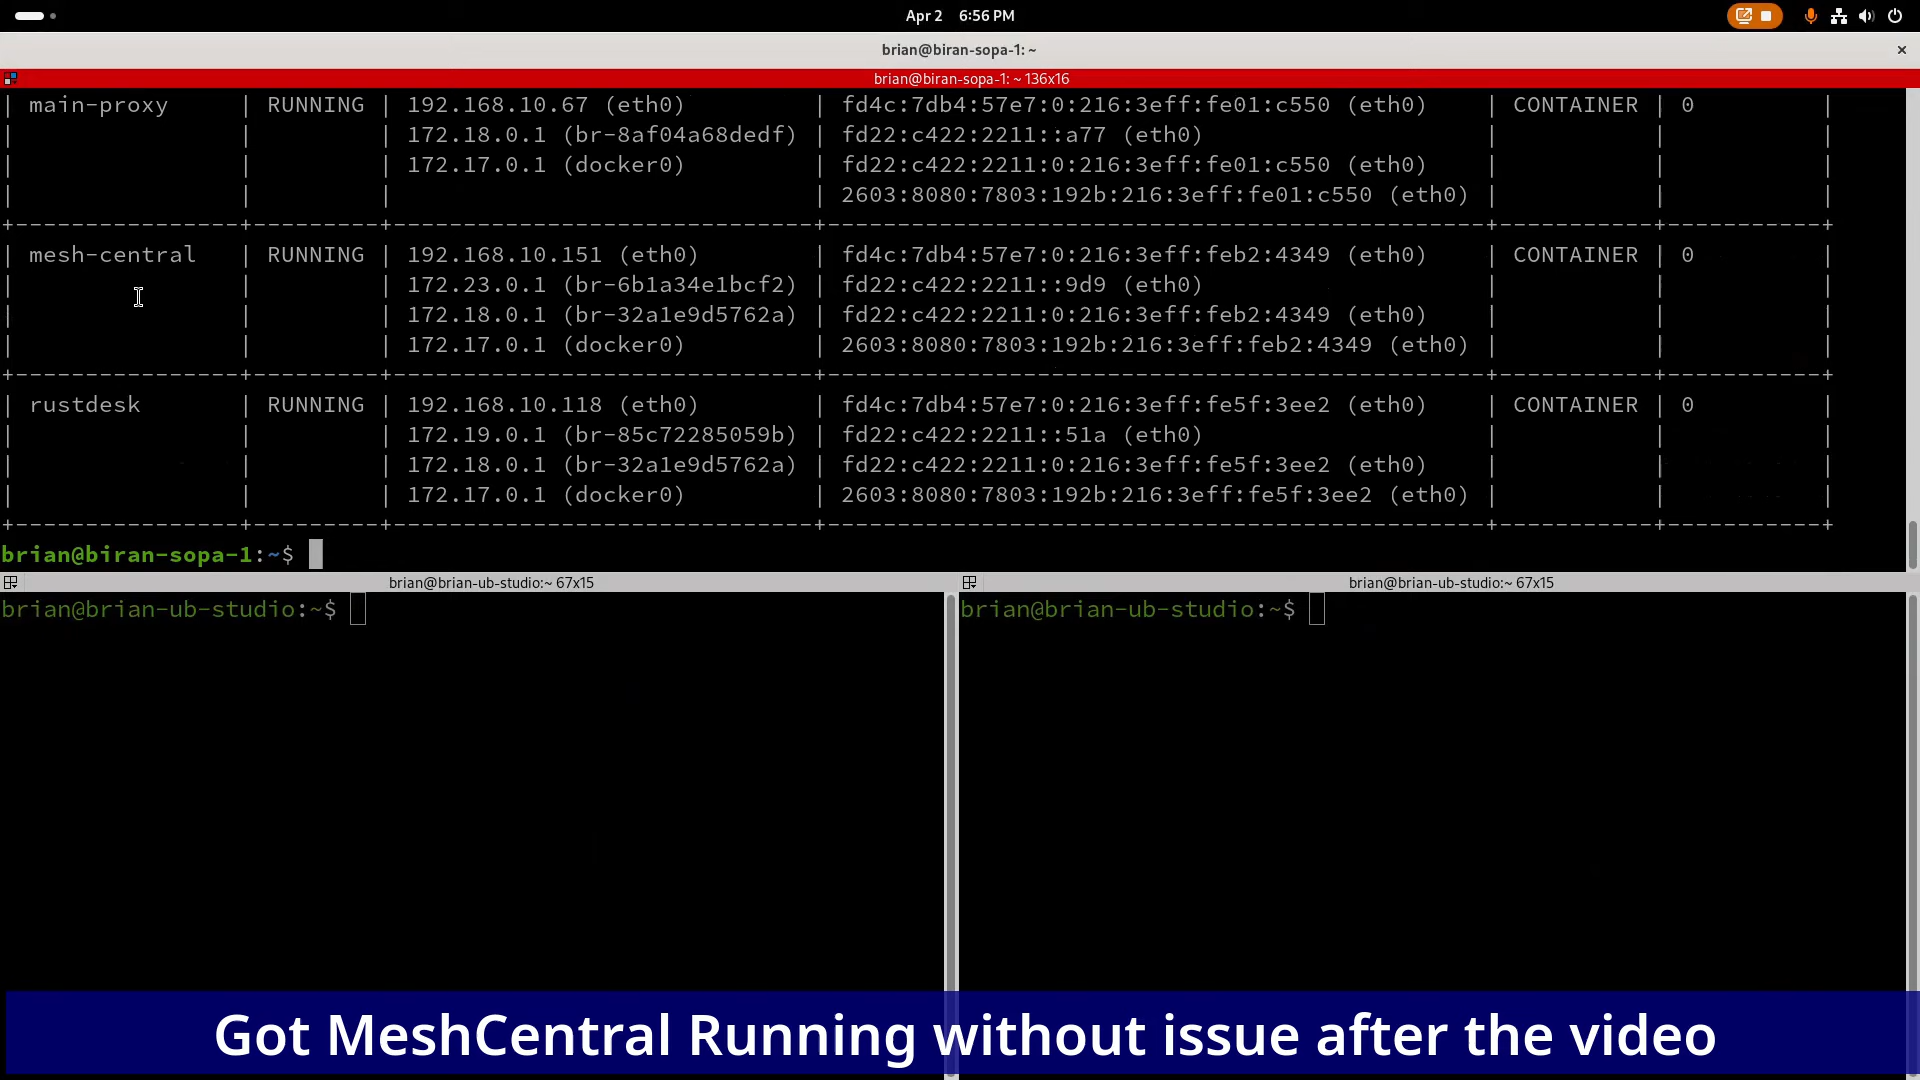 Apr 2 6:56 PM
brian@biran-sopa-1: ~
brian@biran-sopa-1: ~ 136x16
| main-proxy | RUNNING | 192.168.10.67 (eth0) | fd4c:7db4:57e7:0:216:3eff:fe01:c550 (eth0) | CONTAINER | 0 |
| | | 172.18.0.1 (br-8af04a68dedf) | fd22:c422:2211::a77 (eth0) | | |
| | | 172.17.0.1 (docker0) | fd22:c422:2211:0:216:3eff:fe01:c550 (eth0) | | |
| | | | 2603:8080:7803:192b:216:3eff:fe01:c550 (eth0) | | |
| mesh-central | RUNNING | 192.168.10.151 (eth0) | fd4c:7db4:57e7:0:216:3eff:feb2:4349 (eth0) | CONTAINER | 0 |
| | | 172.23.0.1 (br-6b1a34e1bcf2) | fd22:c422:2211::9d9 (eth0) | | |
| | | 172.18.0.1 (br-32a1e9d5762a) | fd22:c422:2211:0:216:3eff:feb2:4349 (eth0) | | |
| | | 172.17.0.1 (docker0) | 2603:8080:7803:192b:216:3eff:feb2:4349 (eth0) | | |
| rustdesk | RUNNING | 192.168.10.118 (eth0) | fd4c:7db4:57e7:0:216:3eff:fe5f:3ee2 (eth0) | CONTAINER | 0 |
| | | 172.19.0.1 (br-85c72285059b) | fd22:c422:2211::51a (eth0) | | |
| | | 172.18.0.1 (br-32a1e9d5762a) | fd22:c422:2211:0:216:3eff:fe5f:3ee2 (eth0) | | |
| | | 172.17.0.1 (docker0) | 2603:8080:7803:192b:216:3eff:fe5f:3ee2 (eth0) | | |
brian@biran-sopa-1:~$
brian@brian-ub-studio:~ 67x15
brian@brian-ub-studio:~$
brian@brian-ub-studio:~ 67x15
brian@brian-ub-studio:~$
Got MeshCentral Running without issue after the video